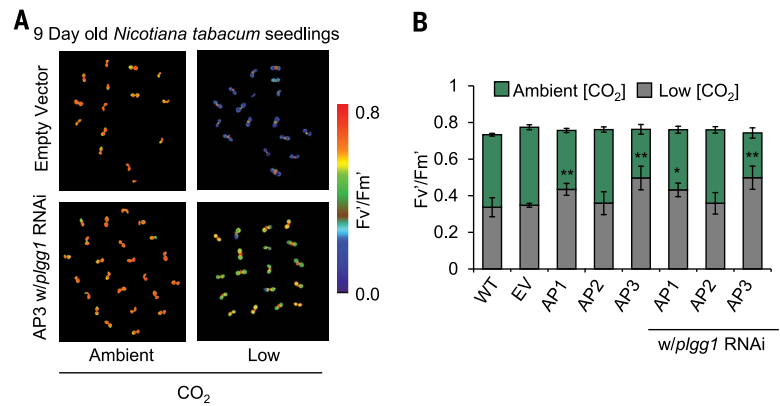 A
9 Day old Nicotiana tabacum seedlings
Empty Vector
AP3 w/plgg1 RNAi
Ambient
Low
CO2
0.8
Fv'/Fm'
0.0
B
Ambient [CO2]
Low [CO2]
Fv'/Fm'
1
0.8
0.6
0.4
0.2
0
**
**
*
**
WT
EV
AP1
AP2
AP3
AP1
AP2
AP3
w/plgg1 RNAi